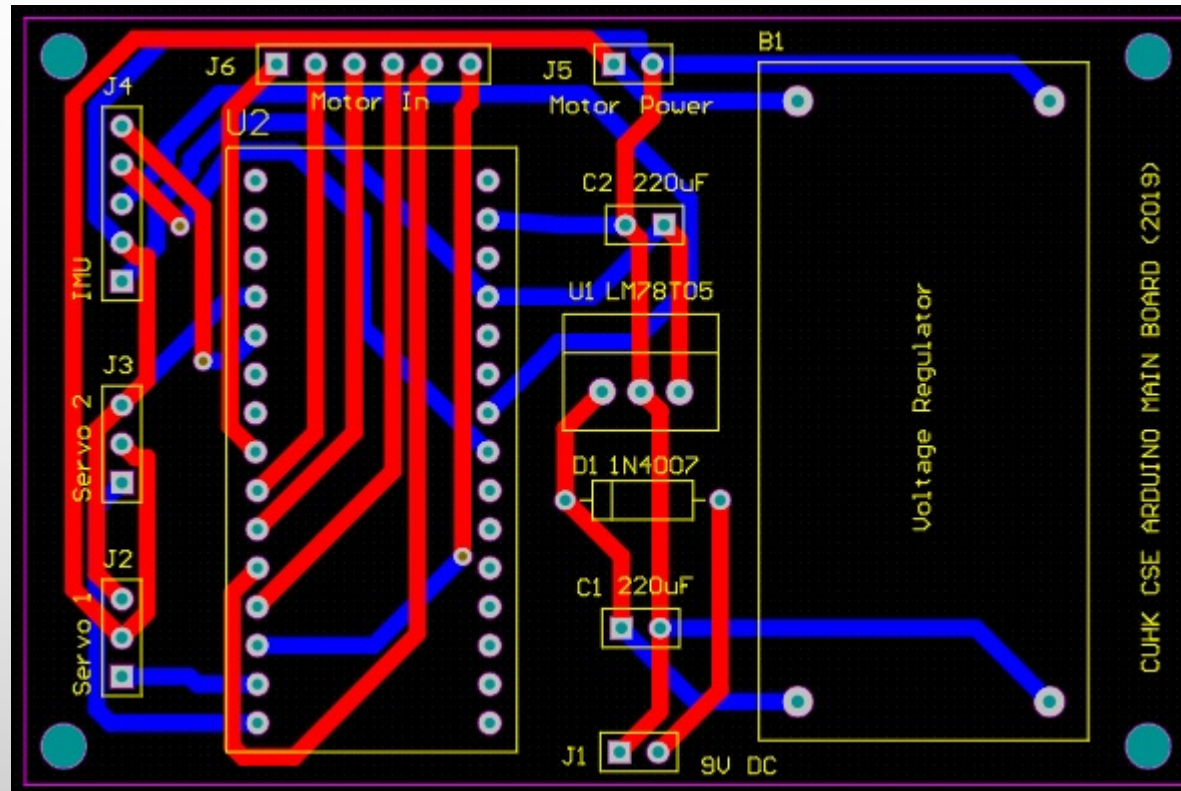 B1
J6
J5
J4
Motor In
Motor Power
U2
C2 220uF
IMU
U1 LM78T05
J3
Servo 2
D1 1N4007
J2
Servo 1
C1 220uF
J1
9V DC
Voltage Regulator
CUHK CSE ARDUINO MAIN BOARD (2019)